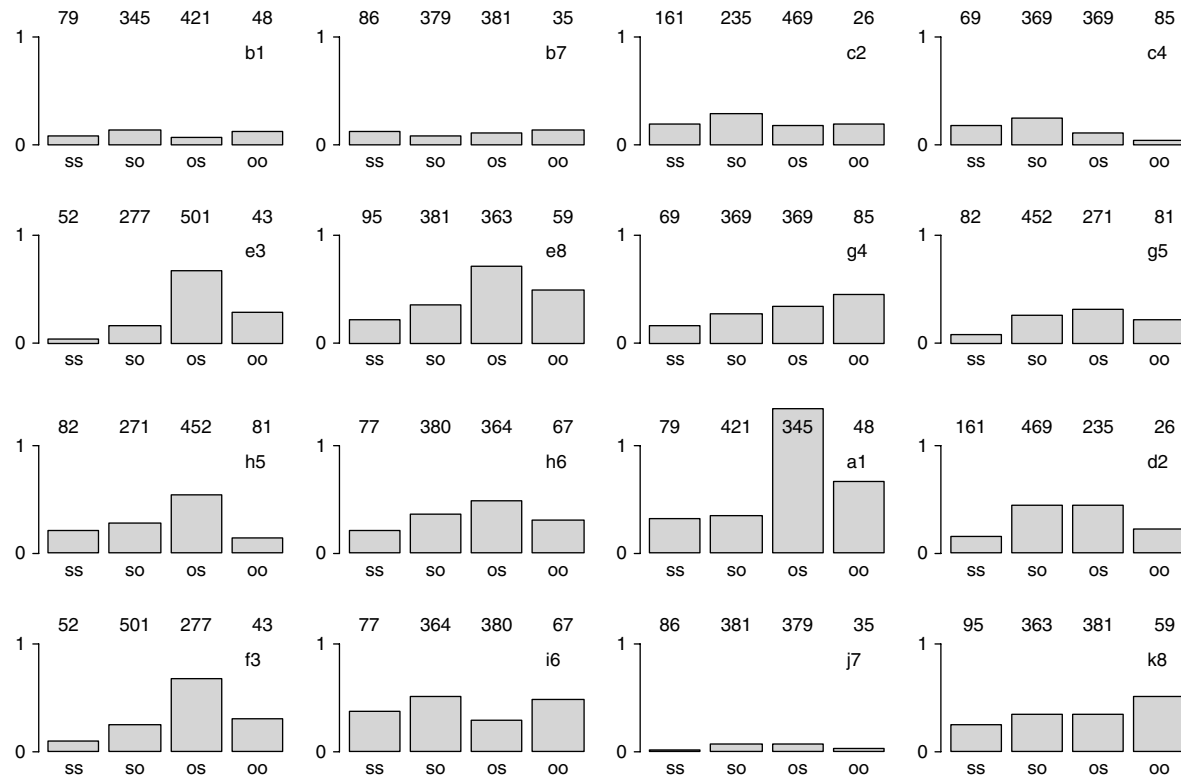 79 345 421 48
1
b1
0
ss so os oo
86 379 381 35
1
b7
0
ss so os oo
161 235 469 26
1
c2
0
ss so os oo
69 369 369 85
1
c4
0
ss so os oo
52 277 501 43
1
e3
0
ss so os oo
95 381 363 59
1
e8
0
ss so os oo
69 369 369 85
1
g4
0
ss so os oo
82 452 271 81
1
g5
0
ss so os oo
82 271 452 81
1
h5
0
ss so os oo
77 380 364 67
1
h6
0
ss so os oo
79 421 345 48
1
a1
0
ss so os oo
161 469 235 26
1
d2
0
ss so os oo
52 501 277 43
1
f3
0
ss so os oo
77 364 380 67
1
i6
0
ss so os oo
86 381 379 35
1
j7
0
ss so os oo
95 363 381 59
1
k8
0
ss so os oo